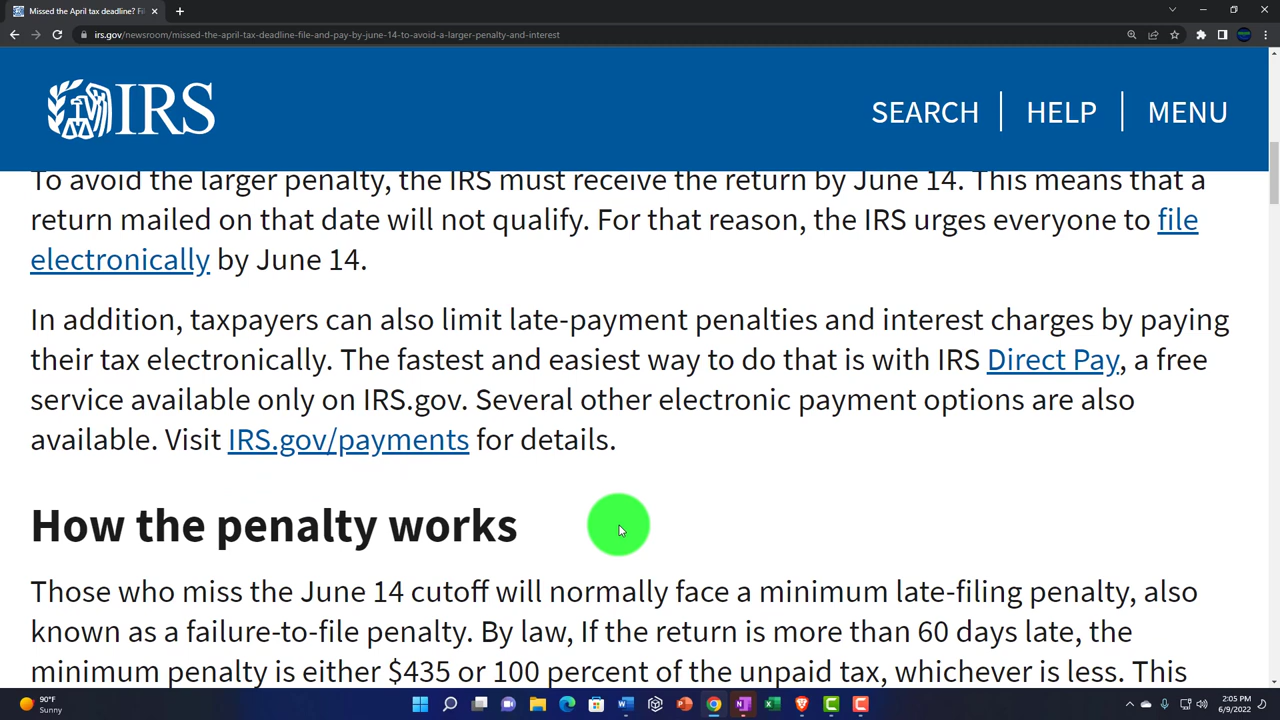 Missed the April tax deadline? Fi
irs.gov/newsroom/missed-the-april-tax-deadline-file-and-pay-by-june-14-to-avoid-a-larger-penalty-and-interest
IRS
SEARCH
HELP
MENU
To avoid the larger penalty, the IRS must receive the return by June 14. This means that a
return mailed on that date will not qualify. For that reason, the IRS urges everyone to file
electronically by June 14.
In addition, taxpayers can also limit late-payment penalties and interest charges by paying
their tax electronically. The fastest and easiest way to do that is with IRS Direct Pay, a free
service available only on IRS.gov. Several other electronic payment options are also
available. Visit IRS.gov/payments for details.
How the penalty works
Those who miss the June 14 cutoff will normally face a minimum late-filing penalty, also
known as a failure-to-file penalty. By law, If the return is more than 60 days late, the
minimum penalty is either $435 or 100 percent of the unpaid tax, whichever is less. This
90°F
Sunny
2:05 PM
6/9/2022